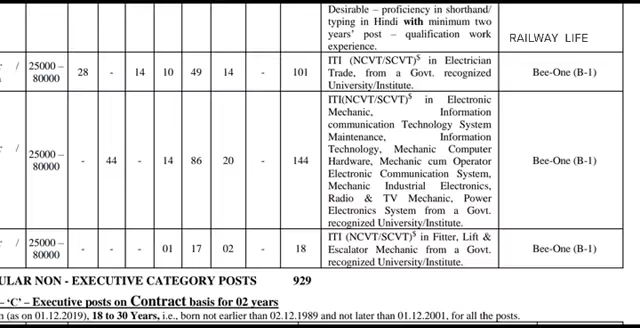 Desirable – proficiency in shorthand/
typing in Hindi with minimum two
years' post – qualification work
experience.
RAILWAY LIFE
/ 25000 – 80000 28 - 14 10 49 14 - 101
ITI (NCVT/SCVT)$ in Electrician
Trade, from a Govt. recognized
University/Institute.
Bee-One (B-1)
/ 25000 – 80000 - 44 - 14 86 20 - 144
ITI(NCVT/SCVT)$ in Electronic
Mechanic, Information
communication Technology System
Maintenance, Information
Technology, Mechanic Computer
Hardware, Mechanic cum Operator
Electronic Communication System,
Mechanic Industrial Electronics,
Radio & TV Mechanic, Power
Electronics System from a Govt.
recognized University/Institute.
Bee-One (B-1)
/ 25000 – 80000 - - - 01 17 02 - 18
ITI (NCVT/SCVT)$ in Fitter, Lift &
Escalator Mechanic from a Govt.
recognized University/Institute.
Bee-One (B-1)
ULAR NON - EXECUTIVE CATEGORY POSTS 929
– 'C' – Executive posts on Contract basis for 02 years
(as on 01.12.2019), 18 to 30 Years, i.e., born not earlier than 02.12.1989 and not later than 01.12.2001, for all the posts.